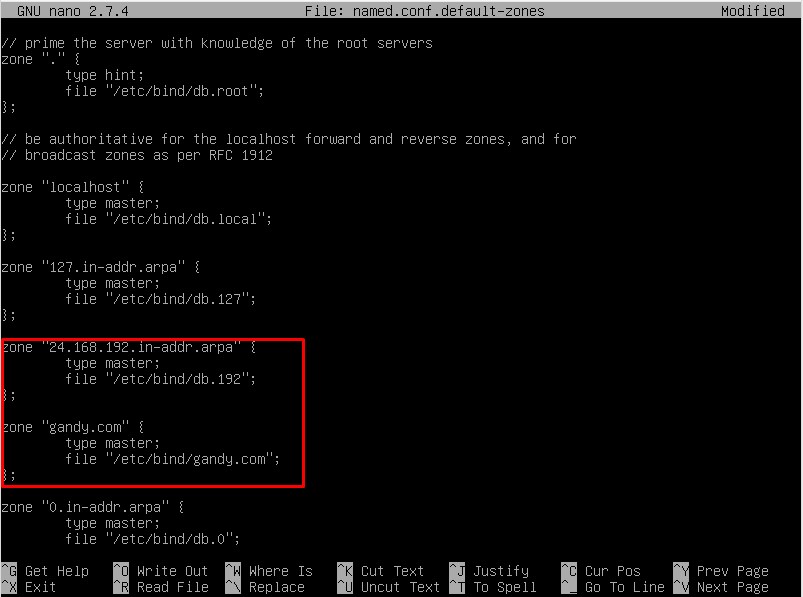 GNU nano 2.7.4 File: named.conf.default-zones Modified
// prime the server with knowledge of the root servers
zone "." {
type hint;
file "/etc/bind/db.root";
};
// be authoritative for the localhost forward and reverse zones, and for
// broadcast zones as per RFC 1912
zone "localhost" {
type master;
file "/etc/bind/db.local";
};
zone "127.in-addr.arpa" {
type master;
file "/etc/bind/db.127";
};
zone "24.168.192.in-addr.arpa" {
type master;
file "/etc/bind/db.192";
};
zone "gandy.com" {
type master;
file "/etc/bind/gandy.com";
};
zone "0.in-addr.arpa" {
type master;
file "/etc/bind/db.0";
^G Get Help ^O Write Out ^W Where Is ^K Cut Text ^J Justify ^C Cur Pos ^Y Prev Page
^X Exit ^R Read File ^\ Replace ^U Uncut Text ^T To Spell ^_ Go To Line ^V Next Page